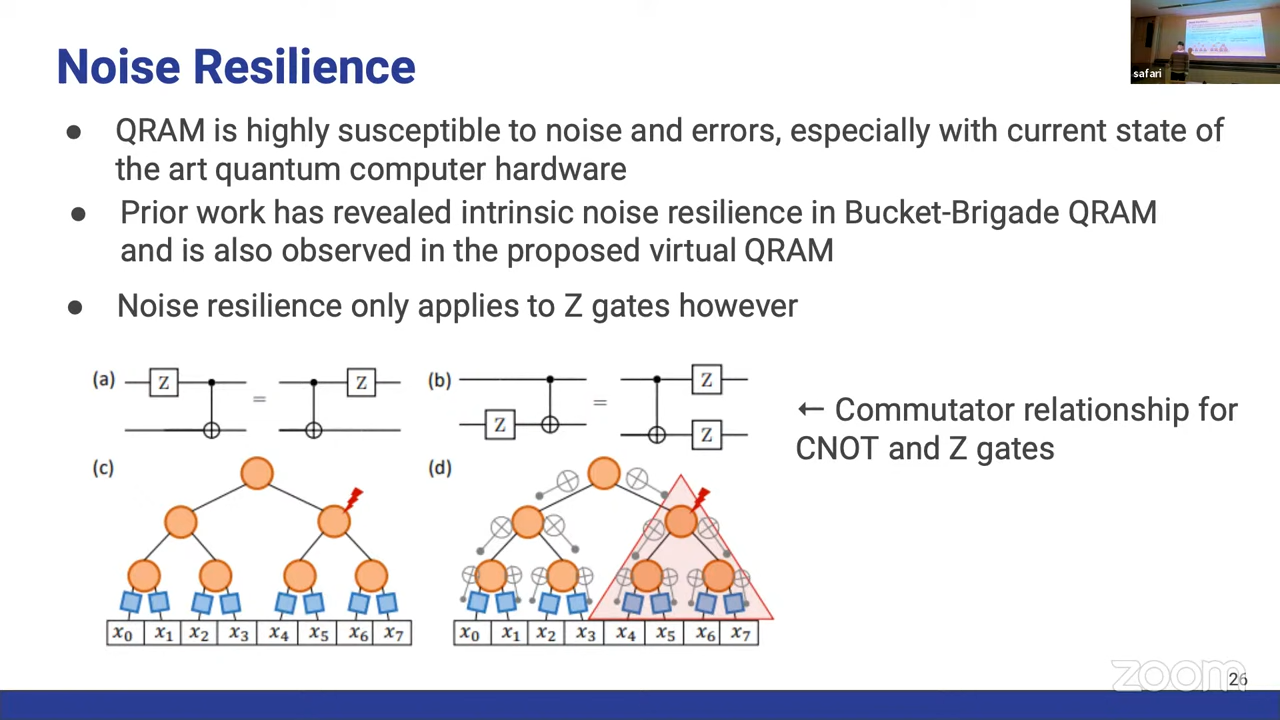 Noise Resilience
safari
● QRAM is highly susceptible to noise and errors, especially with current state of
the art quantum computer hardware
● Prior work has revealed intrinsic noise resilience in Bucket-Brigade QRAM
and is also observed in the proposed virtual QRAM
● Noise resilience only applies to Z gates however
(a) Z = Z (b) Z = Z Z
← Commutator relationship for
CNOT and Z gates
(c) (d)
x0 x1 x2 x3 x4 x5 x6 x7 x0 x1 x2 x3 x4 x5 x6 x7
zoom
26